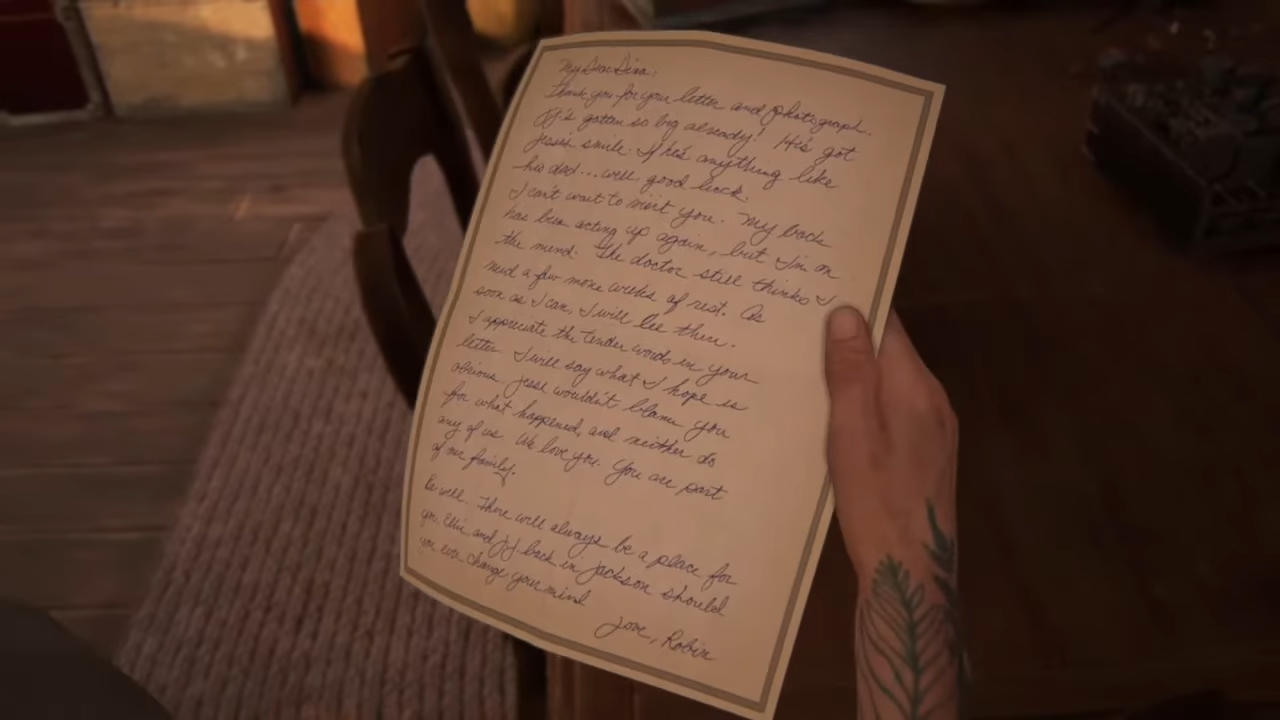 My Dear Dina,
Thank you for your letter and photograph.
JJ's gotten so big already! He's got
Jesse's smile. If he's anything like
his dad...well good luck.
I can't wait to visit you. My back
has been acting up again, but I'm on
the mend. The doctor still thinks I
need a few more weeks of rest. As
soon as I can, I will be there.
I appreciate the tender words in your
letter. I will say what I hope is
obvious. Jesse wouldn't blame you
for what happened, and neither do
any of us. We love you. You are part
of our family.
Be well. There will always be a place for
you, Ellie and JJ back in Jackson should
you ever change your mind
Love, Robin